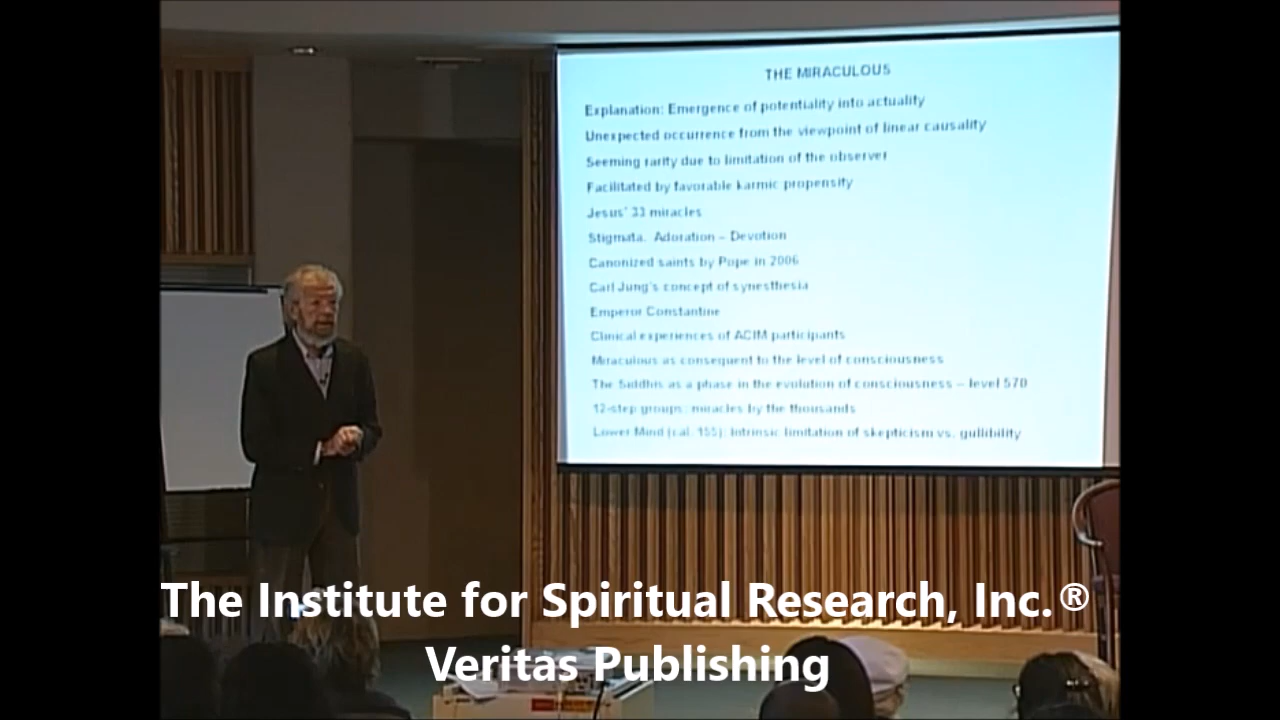 THE MIRACULOUS
Explanation: Emergence of potentiality into actuality
Unexpected occurrence from the viewpoint of linear causality
Seeming rarity due to limitation of the observer
Facilitated by favorable karmic propensity
Jesus' 33 miracles
Stigmata. Adoration – Devotion
Canonized saints by Pope in 2006
Carl Jung's concept of synesthesia
Emperor Constantine
Clinical experiences of ACIM participants
Miraculous as consequent to the level of consciousness
The Siddhis as a phase in the evolution of consciousness – level 570
12-step groups: miracles by the thousands
Lower Mind (cal. 155): Intrinsic limitation of skepticism vs. gullibility
The Institute for Spiritual Research, Inc.®
Veritas Publishing